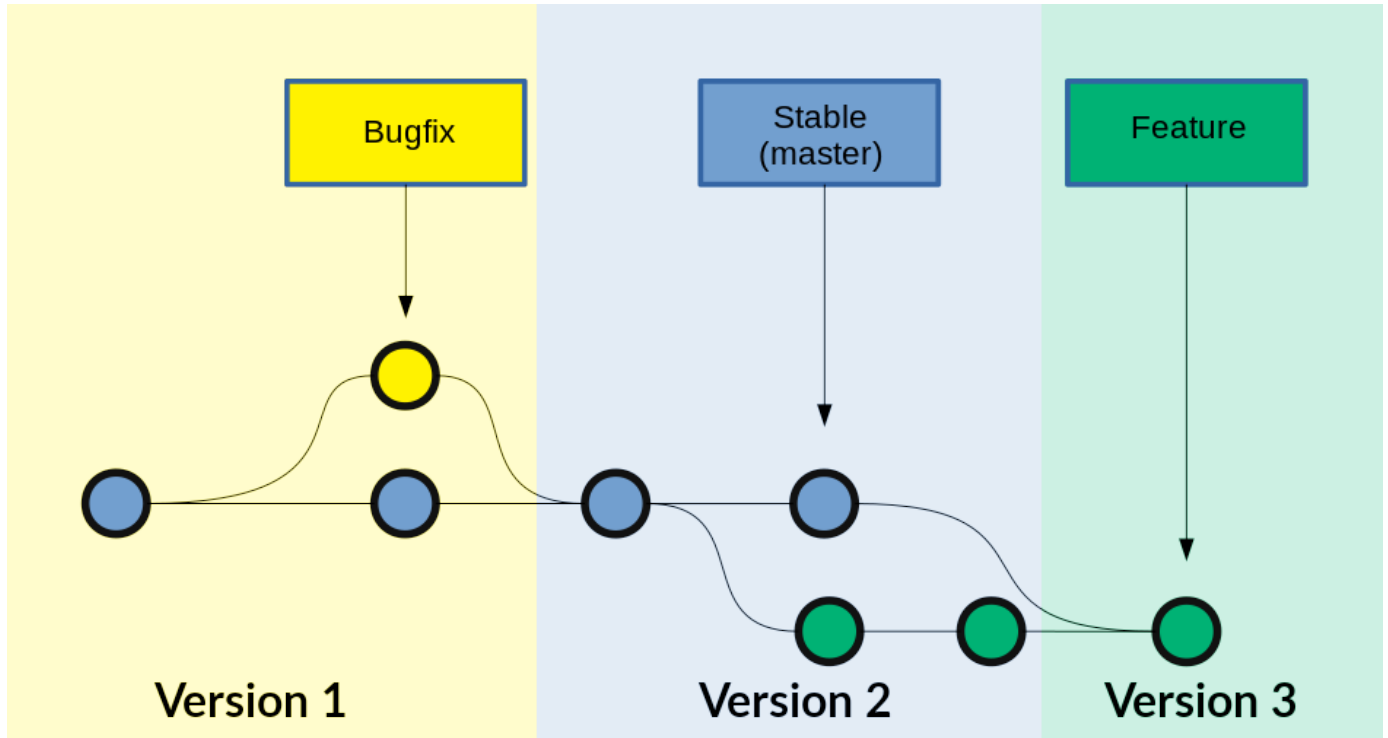 Bugfix
Stable
(master)
Feature
Version 1
Version 2
Version 3